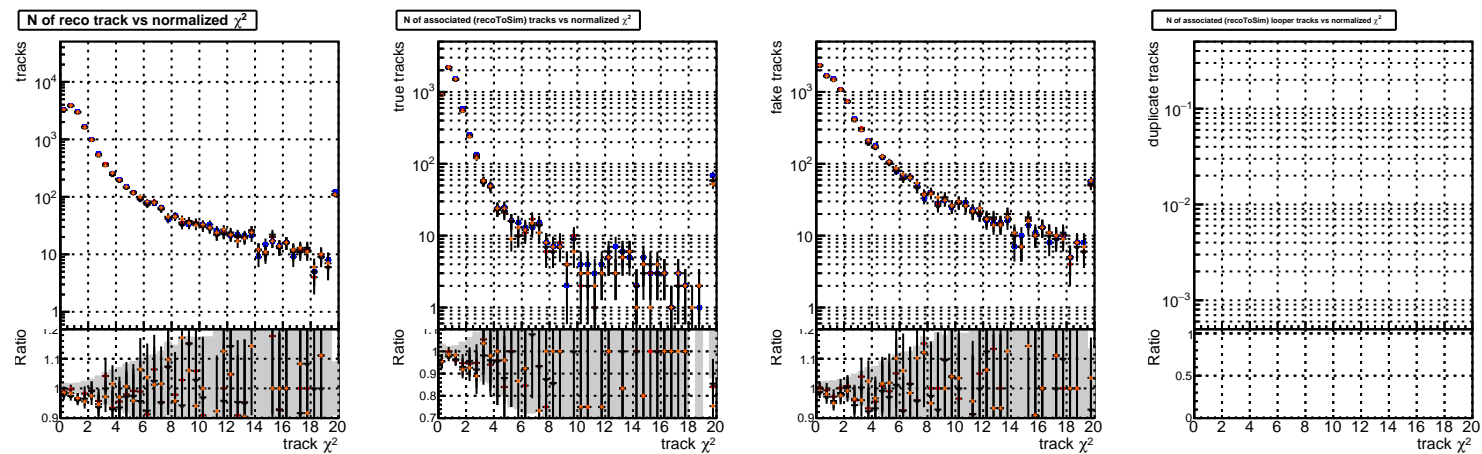 N of reco track vs normalized χ²
tracks
10⁴
10³
10²
10
1
Ratio
1.2
1.1
1
0.9
0 2 4 6 8 10 12 14 16 18 20
track χ²
N of associated (recoToSim) tracks vs normalized χ²
true tracks
10³
10²
10
1
Ratio
1.1
1
0.9
0.8
0.7
0 2 4 6 8 10 12 14 16 18 20
track χ²
fake tracks
10³
10²
10
1
Ratio
1.2
1.1
1
0.9
0 2 4 6 8 10 12 14 16 18 20
track χ²
N of associated (recoToSim) looper tracks vs normalized χ²
duplicate tracks
10⁻¹
10⁻²
10⁻³
Ratio
1
0.5
0
0 2 4 6 8 10 12 14 16 18 20
track χ²